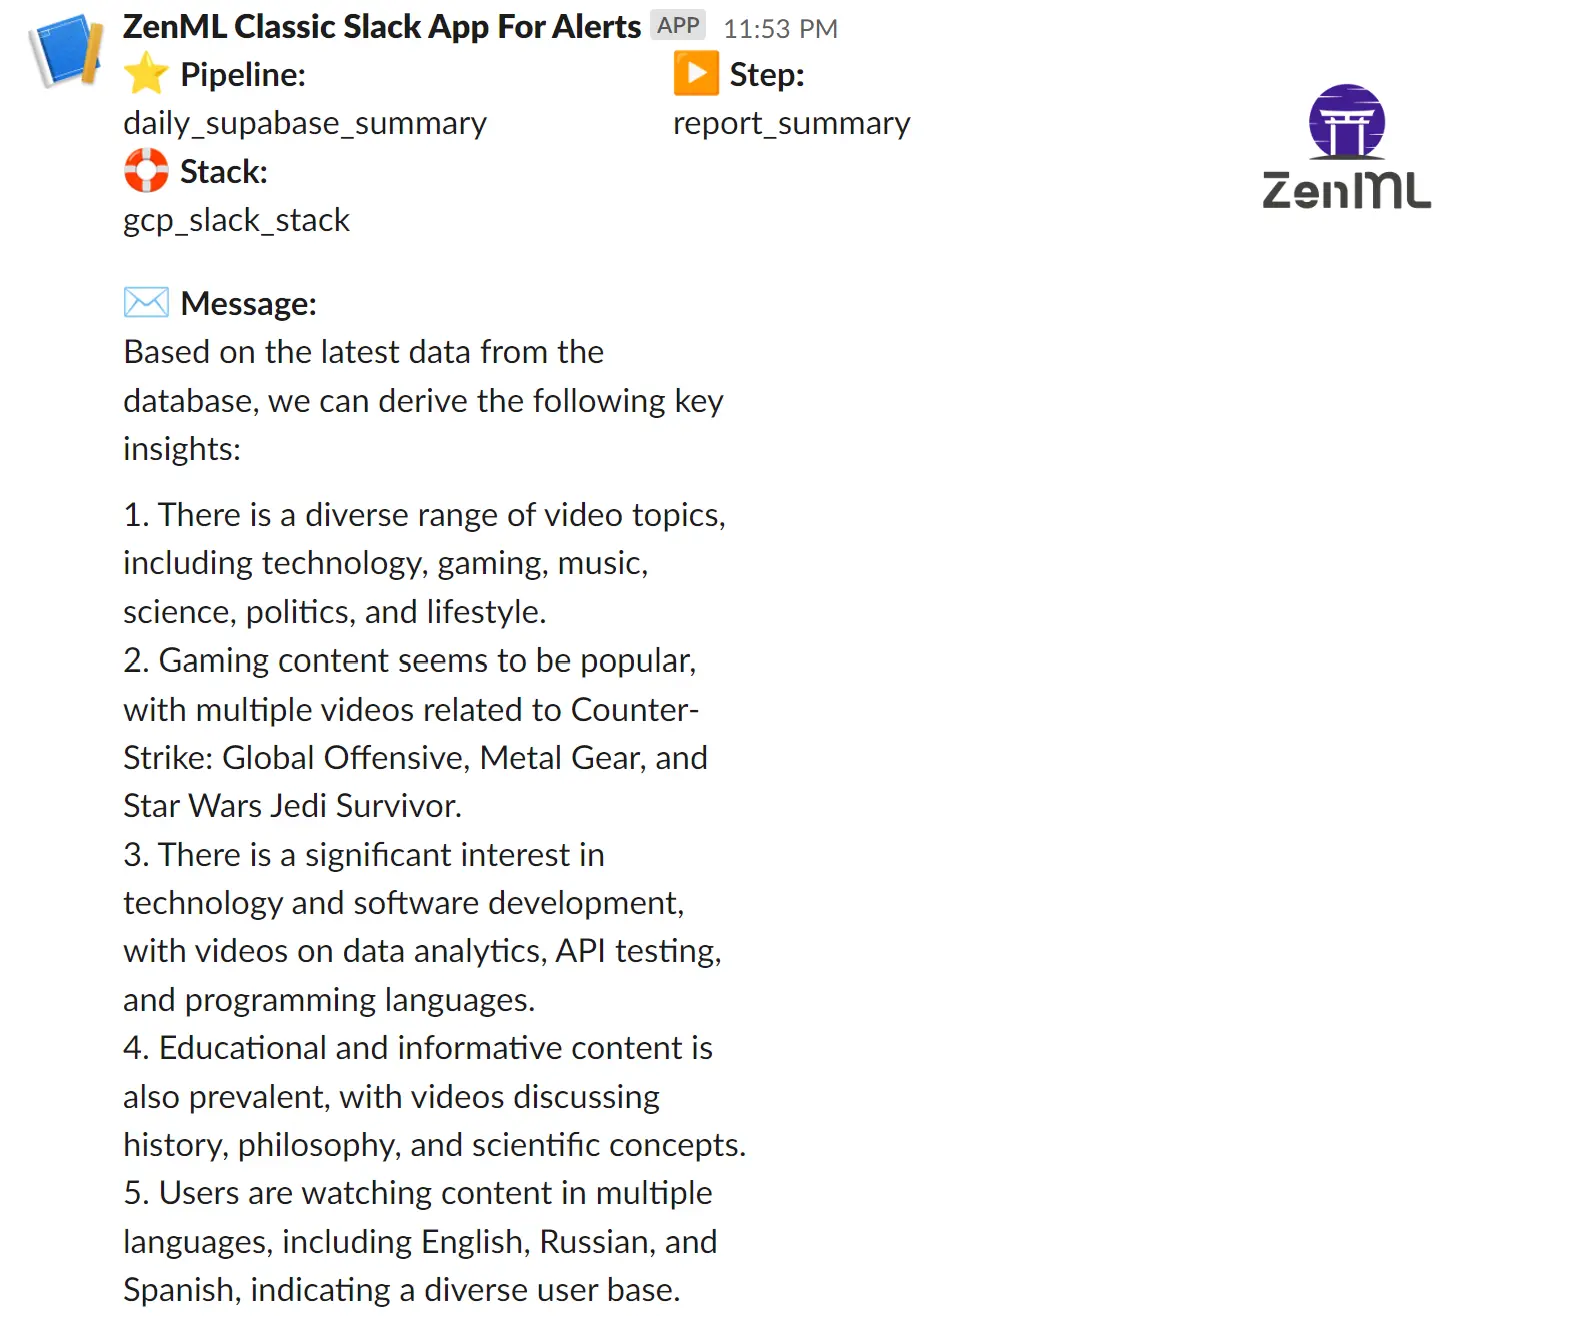 ZenML Classic Slack App For Alerts APP 11:53 PM
Pipeline:
daily_supabase_summary
Step:
report_summary
Stack:
gcp_slack_stack
ZenML
Message:
Based on the latest data from the
database, we can derive the following key
insights:
1. There is a diverse range of video topics,
including technology, gaming, music,
science, politics, and lifestyle.
2. Gaming content seems to be popular,
with multiple videos related to Counter-
Strike: Global Offensive, Metal Gear, and
Star Wars Jedi Survivor.
3. There is a significant interest in
technology and software development,
with videos on data analytics, API testing,
and programming languages.
4. Educational and informative content is
also prevalent, with videos discussing
history, philosophy, and scientific concepts.
5. Users are watching content in multiple
languages, including English, Russian, and
Spanish, indicating a diverse user base.